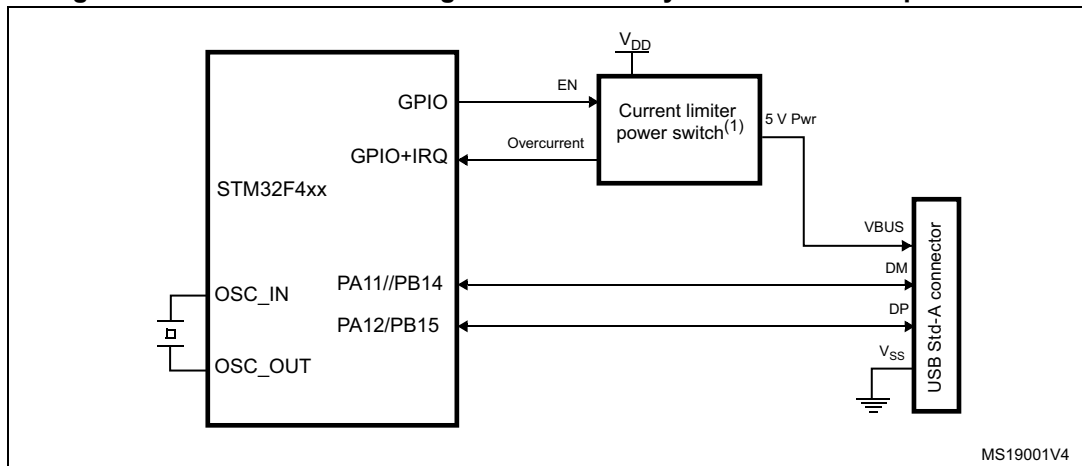 V_DD
EN
GPIO
Current limiter
power switch(1)
5 V Pwr
Overcurrent
GPIO+IRQ
STM32F4xx
VBUS
DM
PA11//PB14
OSC_IN
DP
PA12/PB15
V_SS
OSC_OUT
USB Std-A connector
MS19001V4